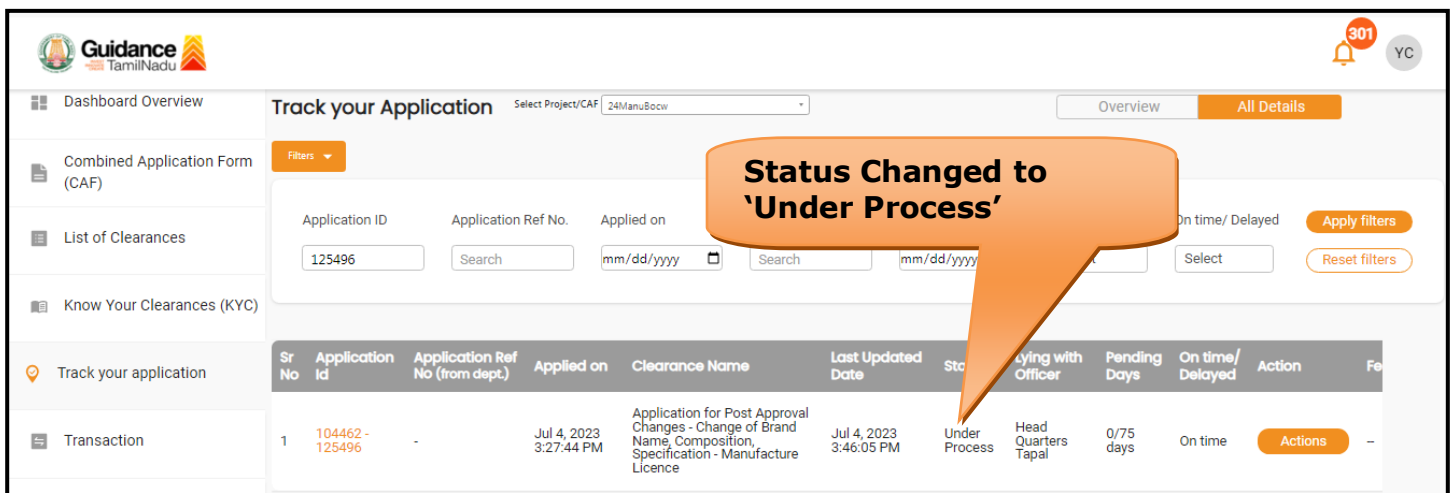 Guidance
TamilNadu
301
YC
Dashboard Overview
Combined Application Form
(CAF)
List of Clearances
Know Your Clearances (KYC)
Track your application
Transaction
Track your Application
Select Project/CAF
24ManuBocw
Overview
All Details
Filters
Status Changed to
‘Under Process’
Application ID
Application Ref No.
Applied on
On time/ Delayed
Apply filters
125496
Search
mm/dd/yyyy
Search
mm/dd/yyyy
Select
Reset filters
Sr
No
Application
Id
Application Ref
No (from dept.)
Applied on
Clearance Name
Last Updated
Date
Lying with
Officer
Pending
Days
On time/
Delayed
Action
1
104462 -
125496
-
Jul 4, 2023
3:27:44 PM
Application for Post Approval
Changes - Change of Brand
Name, Composition,
Specification - Manufacture
Licence
Jul 4, 2023
3:46:05 PM
Under
Process
Head
Quarters
Tapal
0/75
days
On time
Actions
--